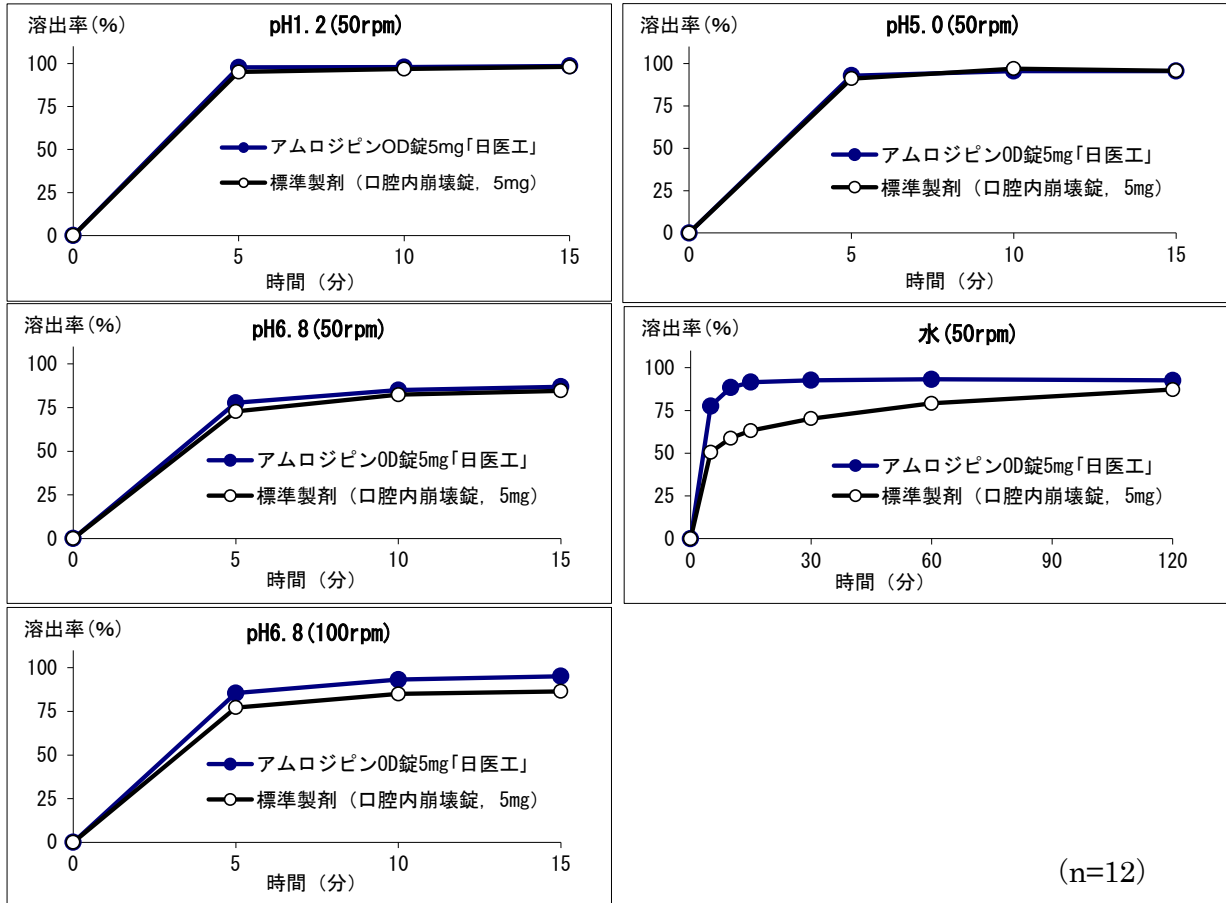 溶出率(%)
pH1.2(50rpm)
100
75
50
25
0
アムロジピンOD錠5mg「日医工」
標準製剤（口腔内崩壊錠，5mg）
0 5 10 15
時間（分）
溶出率(%)
pH5.0(50rpm)
100
75
50
25
0
アムロジピンOD錠5mg「日医工」
標準製剤（口腔内崩壊錠，5mg）
0 5 10 15
時間（分）
溶出率(%)
pH6.8(50rpm)
100
75
50
25
0
アムロジピンOD錠5mg「日医工」
標準製剤（口腔内崩壊錠，5mg）
0 5 10 15
時間（分）
溶出率(%)
水(50rpm)
100
75
50
25
0
アムロジピンOD錠5mg「日医工」
標準製剤（口腔内崩壊錠，5mg）
0 30 60 90 120
時間（分）
溶出率(%)
pH6.8(100rpm)
100
75
50
25
0
アムロジピンOD錠5mg「日医工」
標準製剤（口腔内崩壊錠，5mg）
0 5 10 15
時間（分）
(n=12)